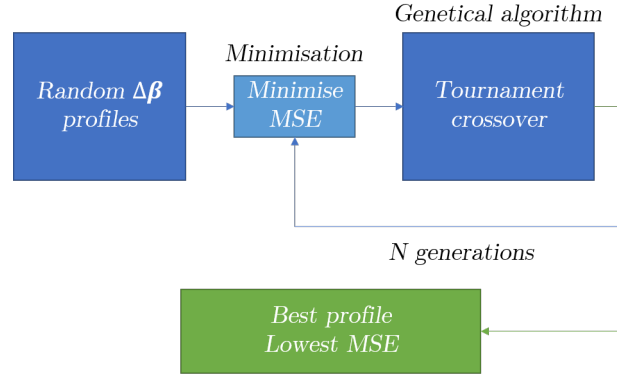 Genetical algorithm
Minimisation
Random Δβ
profiles
Minimise
MSE
Tournament
crossover
N generations
Best profile
Lowest MSE